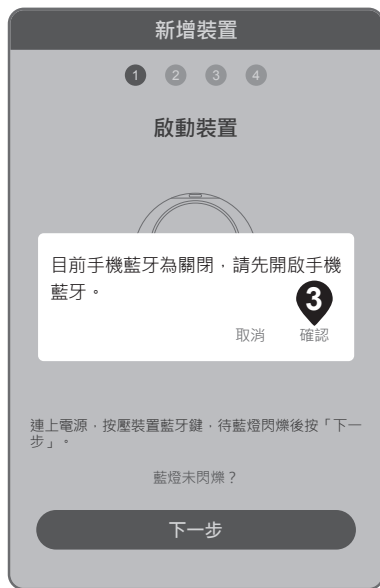 新增裝置
1 2 3 4
啟動裝置
目前手機藍牙為關閉，請先開啟手機
藍牙。
3
取消 確認
連上電源，按壓裝置藍牙鍵，待藍燈閃爍後按「下一
步」。
藍燈未閃爍？
下一步